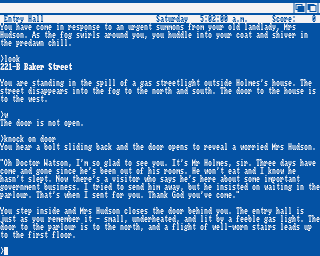 Entry Hall Saturday 5:02:00 a.m. Score: 0
You have come in response to an urgent summons from your old landlady, Mrs
Hudson. As the fog swirls around you, you huddle into your coat and shiver in
the predawn chill.
>look
221-B Baker Street
You are standing in the spill of a gas streetlight outside Holmes's house. The
street disappears into the fog to the north and south. The door to the house is
to the west.
>w
The door is not open.
>knock on door
You hear a bolt sliding back and the door opens to reveal a worried Mrs Hudson.
"Oh Doctor Watson, I'm so glad to see you. It's Mr Holmes, sir. Three days have
come and gone since he's been out of his rooms. He won't eat and I know he
hasn't slept. Now there's a visitor who says he's here about some important
government business. I tried to send him away, but he insisted on waiting in the
parlour. That's when I sent for you. Thank God you've come."
You step inside and Mrs Hudson closes the door behind you. The entry hall is
just as you remember it - small, underheated, and lit by a feeble gas light. The
door to the parlour is to the north, and a flight of well-worn stairs leads up
to the first floor.
>